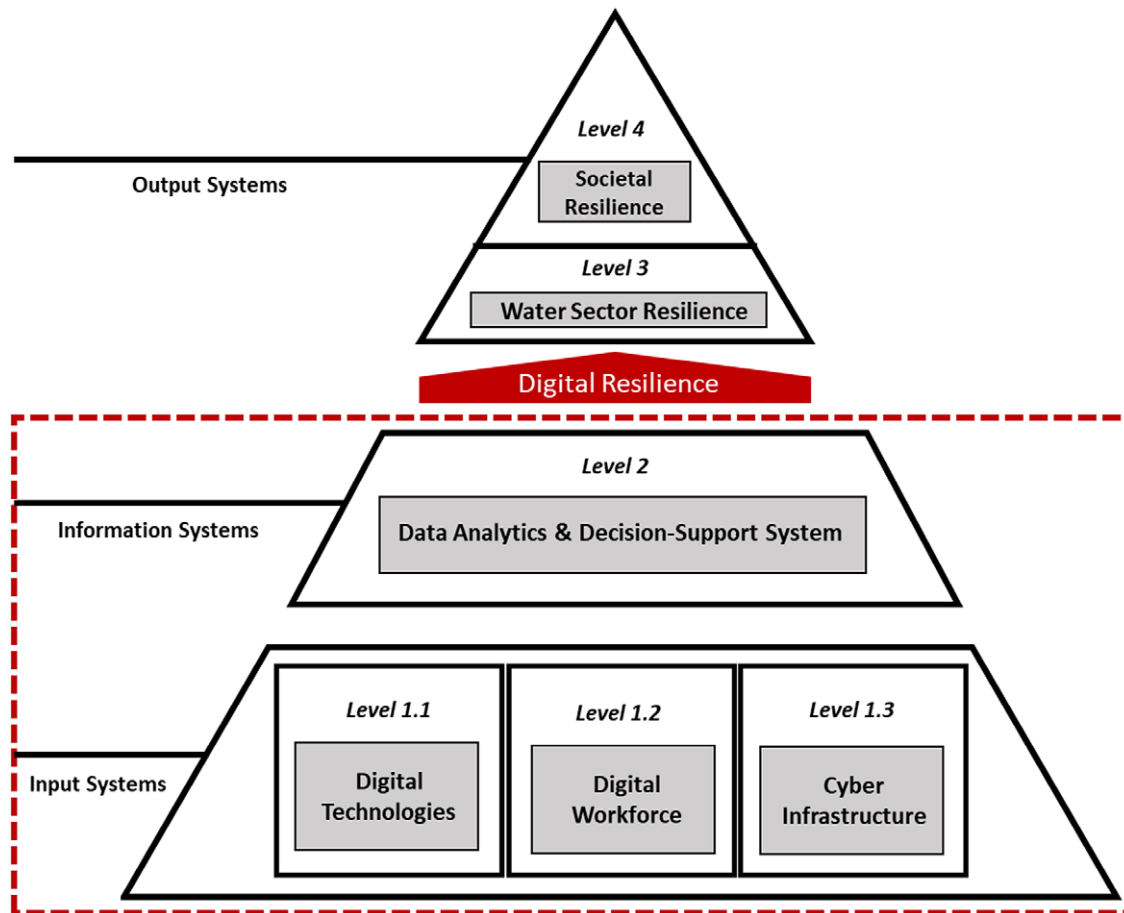 Level 4
Societal
Resilience
Output Systems
Level 3
Water Sector Resilience
Digital Resilience
Level 2
Data Analytics & Decision-Support System
Information Systems
Level 1.1
Digital
Technologies
Level 1.2
Digital
Workforce
Level 1.3
Cyber
Infrastructure
Input Systems